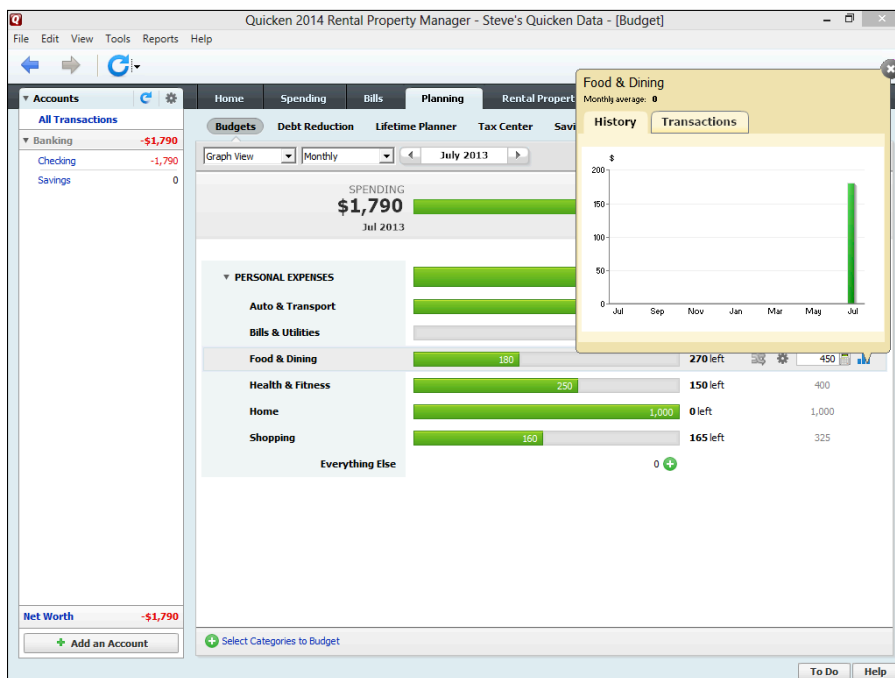 Quicken 2014 Rental Property Manager - Steve's Quicken Data - [Budget]
File Edit View Tools Reports Help
Accounts
All Transactions
Banking -$1,790
Checking -1,790
Savings 0
Net Worth -$1,790
Add an Account
Home Spending Bills Planning Rental Propert
Budgets Debt Reduction Lifetime Planner Tax Center Savi
Graph View Monthly July 2013
SPENDING
$1,790
Jul 2013
PERSONAL EXPENSES
Auto & Transport
Bills & Utilities
Food & Dining 180 270 left 450
Health & Fitness 250 150 left 400
Home 1,000 0 left 1,000
Shopping 160 165 left 325
Everything Else 0
Select Categories to Budget
Food & Dining
Monthly average: 0
History Transactions
$
200
150
100
50
0
Jul Sep Nov Jan Mar May Jul
To Do Help